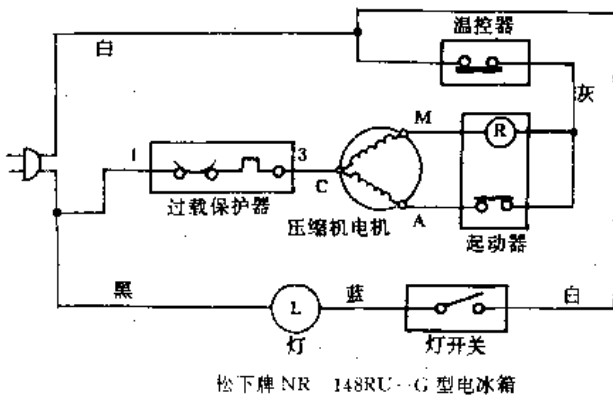 温控器
白
灰
M
R
1
3
C
过载保护器
压缩机电机
A
起动器
黑
L
蓝
白
灯
灯开关
松下牌 NR 148RU--G 型电冰箱